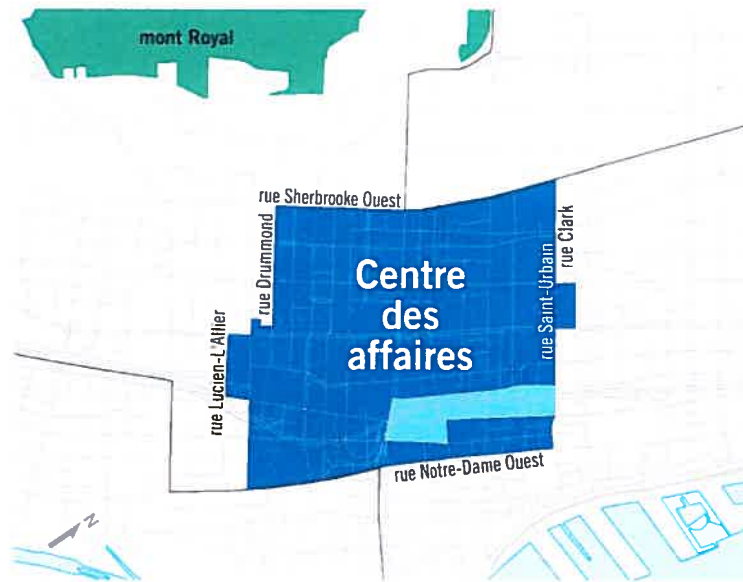 mont Royal
rue Sherbrooke Ouest
rue Drummond
rue Clark
rue Saint-Urbain
Centre
des
affaires
rue Lucien-L'Allier
rue Notre-Dame Ouest
N